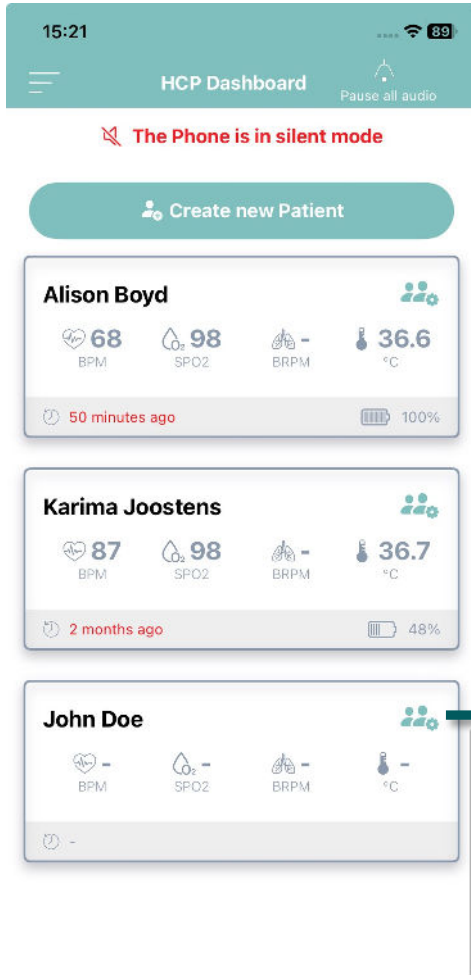 15:21
89
HCP Dashboard
Pause all audio
The Phone is in silent mode
Create new Patient
Alison Boyd
68 98 - 36.6
BPM SPO2 BRPM °C
50 minutes ago 100%
Karima Joostens
87 98 - 36.7
BPM SPO2 BRPM °C
2 months ago 48%
John Doe
- - - -
BPM SPO2 BRPM °C
-